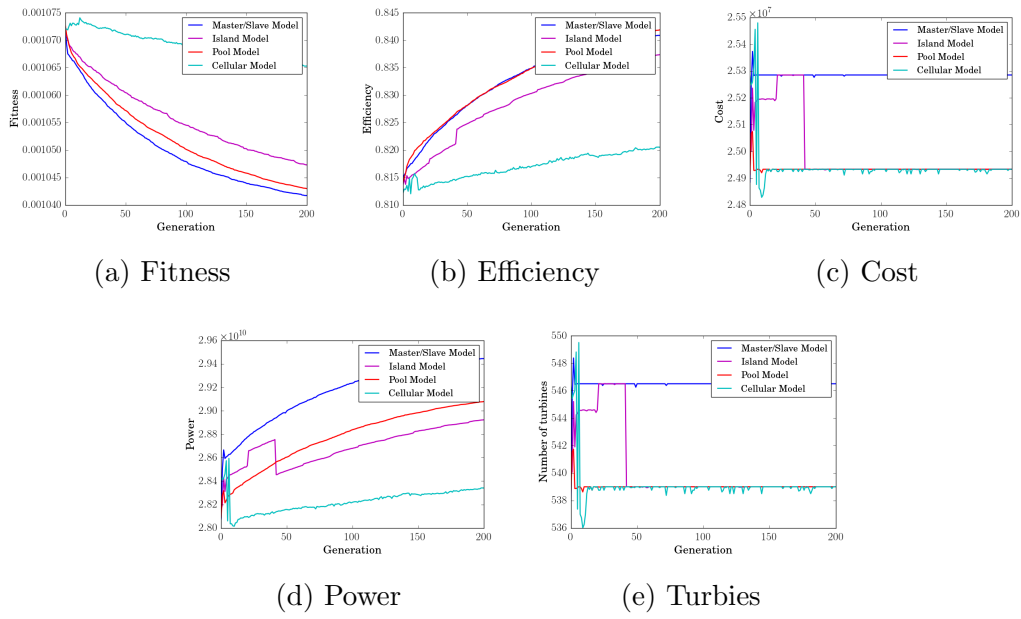 0.001075
0.001070
0.001065
0.001060
0.001055
0.001050
0.001045
0.001040
0
50
100
150
200
Fitness
Generation
Master/Slave Model
Island Model
Pool Model
Cellular Model
(a) Fitness
0.845
0.840
0.835
0.830
0.825
0.820
0.815
0.810
0
50
100
150
200
Efficiency
Generation
Master/Slave Model
Island Model
Pool Model
Cellular Model
(b) Efficiency
×10⁷
2.55
2.54
2.53
2.52
2.51
2.50
2.49
2.48
0
50
100
150
200
Cost
Generation
Master/Slave Model
Island Model
Pool Model
Cellular Model
(c) Cost
×10¹⁰
2.96
2.94
2.92
2.90
2.88
2.86
2.84
2.82
2.80
0
50
100
150
200
Power
Generation
Master/Slave Model
Island Model
Pool Model
Cellular Model
(d) Power
550
548
546
544
542
540
538
536
0
50
100
150
200
Number of turbines
Generation
Master/Slave Model
Island Model
Pool Model
Cellular Model
(e) Turbies